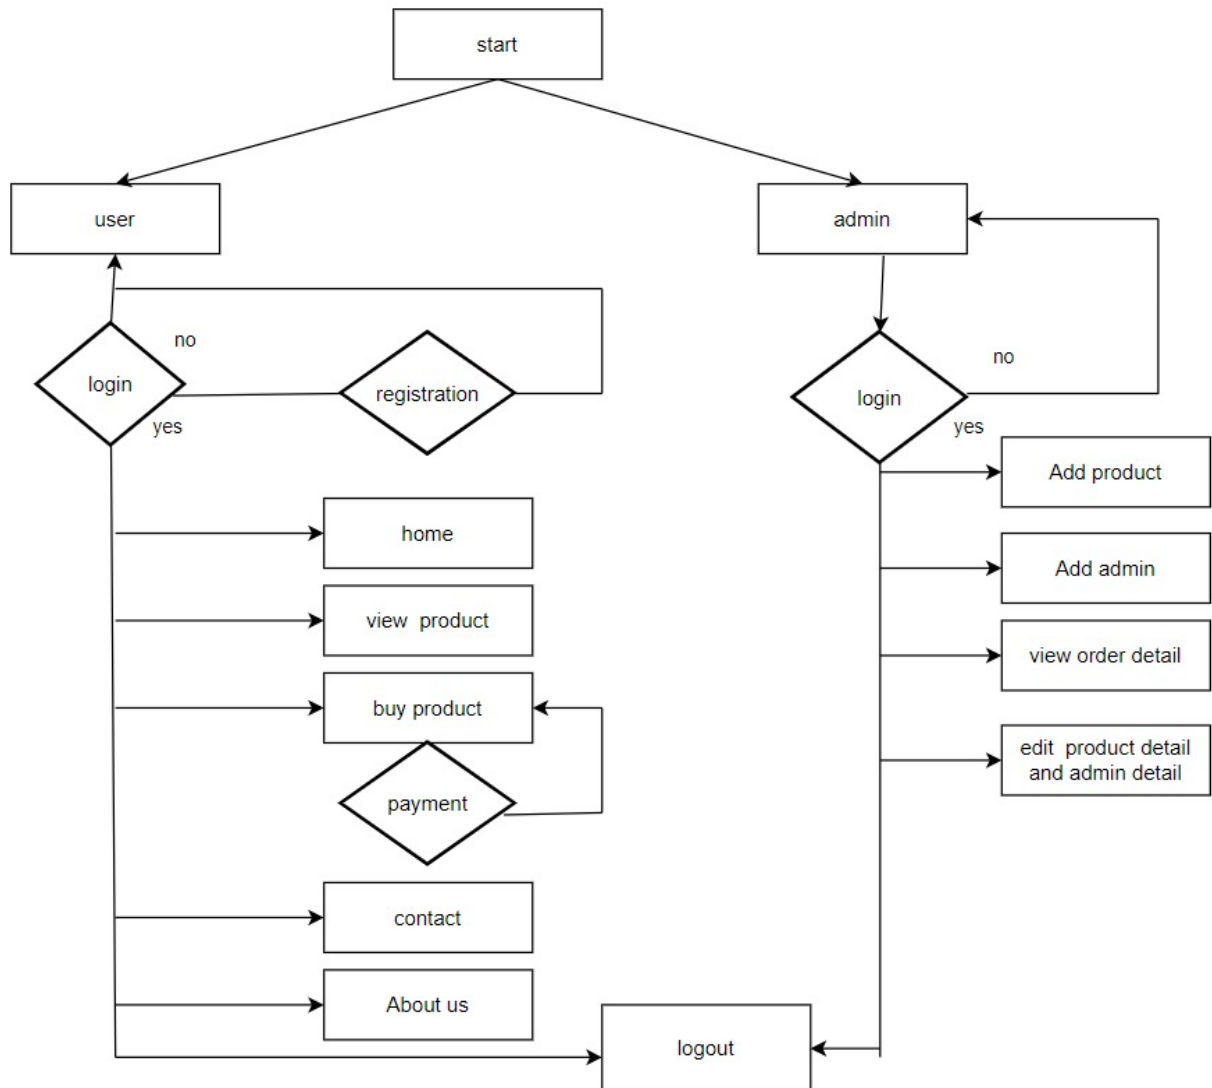 start
user
admin
no
login
registration
yes
no
login
yes
home
view product
buy product
payment
contact
About us
Add product
Add admin
view order detail
edit product detail
and admin detail
logout